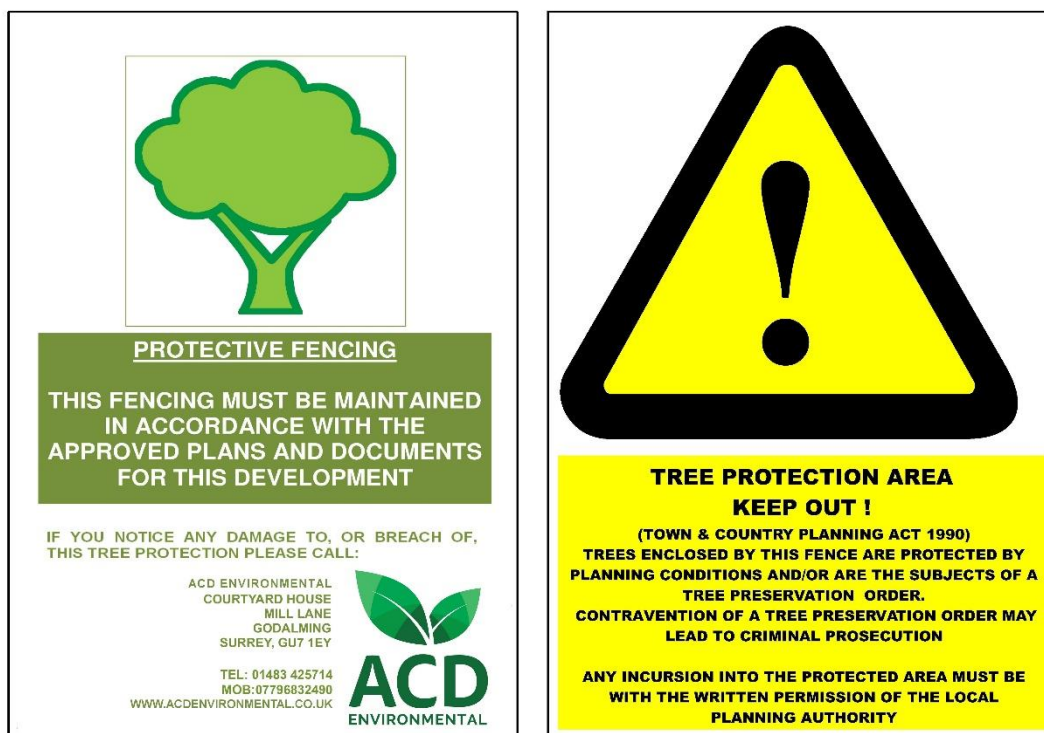 PROTECTIVE FENCING
THIS FENCING MUST BE MAINTAINED
IN ACCORDANCE WITH THE
APPROVED PLANS AND DOCUMENTS
FOR THIS DEVELOPMENT
IF YOU NOTICE ANY DAMAGE TO, OR BREACH OF,
THIS TREE PROTECTION PLEASE CALL:
ACD ENVIRONMENTAL
COURTYARD HOUSE
MILL LANE
GODALMING
SURREY, GU7 1EY
TEL: 01483 425714
MOB:07796832490
WWW.ACDENVIRONMENTAL.CO.UK
ACD
ENVIRONMENTAL
!
TREE PROTECTION AREA
KEEP OUT !
(TOWN & COUNTRY PLANNING ACT 1990)
TREES ENCLOSED BY THIS FENCE ARE PROTECTED BY
PLANNING CONDITIONS AND/OR ARE THE SUBJECTS OF A
TREE PRESERVATION ORDER.
CONTRAVENTION OF A TREE PRESERVATION ORDER MAY
LEAD TO CRIMINAL PROSECUTION
ANY INCURSION INTO THE PROTECTED AREA MUST BE
WITH THE WRITTEN PERMISSION OF THE LOCAL
PLANNING AUTHORITY